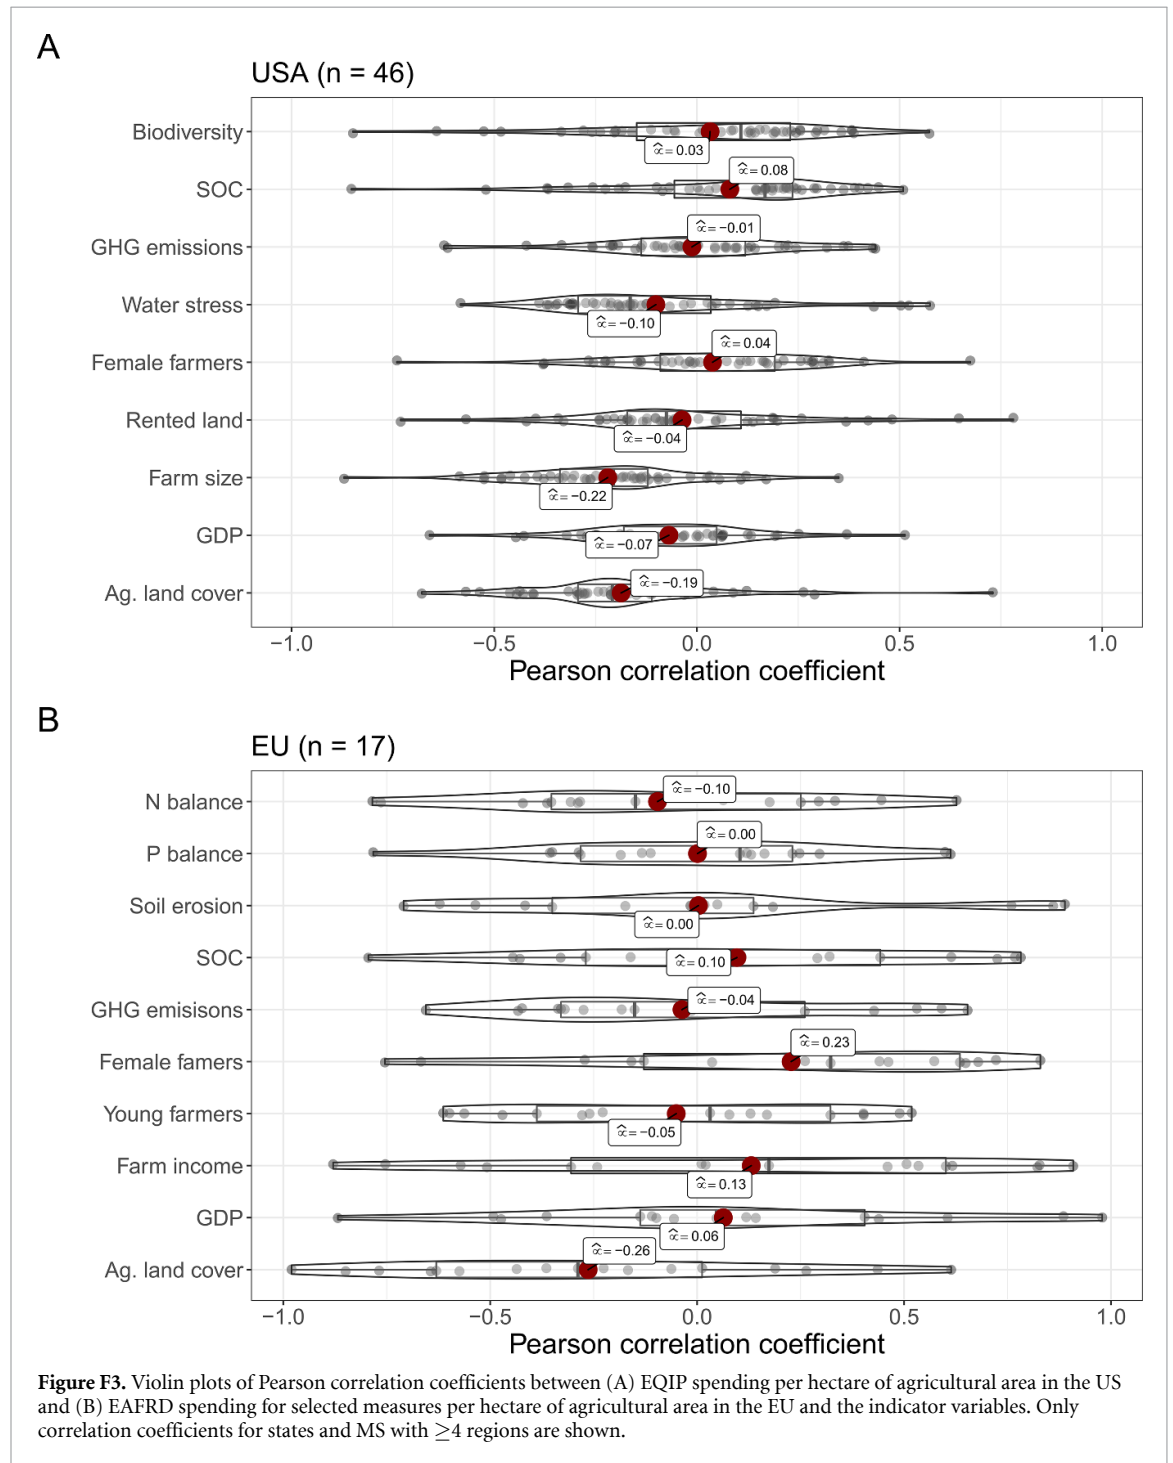 A
USA (n = 46)
Biodiversity
∝̂ = 0.03
SOC
∝̂ = 0.08
GHG emissions
∝̂ = −0.01
Water stress
∝̂ = −0.10
Female farmers
∝̂ = 0.04
Rented land
∝̂ = −0.04
Farm size
∝̂ = −0.22
GDP
∝̂ = −0.07
Ag. land cover
∝̂ = −0.19
−1.0 −0.5 0.0 0.5 1.0
Pearson correlation coefficient
B
EU (n = 17)
N balance
∝̂ = −0.10
P balance
∝̂ = 0.00
Soil erosion
∝̂ = 0.00
SOC
∝̂ = 0.10
GHG emisisons
∝̂ = −0.04
Female famers
∝̂ = 0.23
Young farmers
∝̂ = −0.05
Farm income
∝̂ = 0.13
GDP
∝̂ = 0.06
Ag. land cover
∝̂ = −0.26
−1.0 −0.5 0.0 0.5 1.0
Pearson correlation coefficient
Figure F3. Violin plots of Pearson correlation coefficients between (A) EQIP spending per hectare of agricultural area in the US
and (B) EAFRD spending for selected measures per hectare of agricultural area in the EU and the indicator variables. Only
correlation coefficients for states and MS with ≥4 regions are shown.